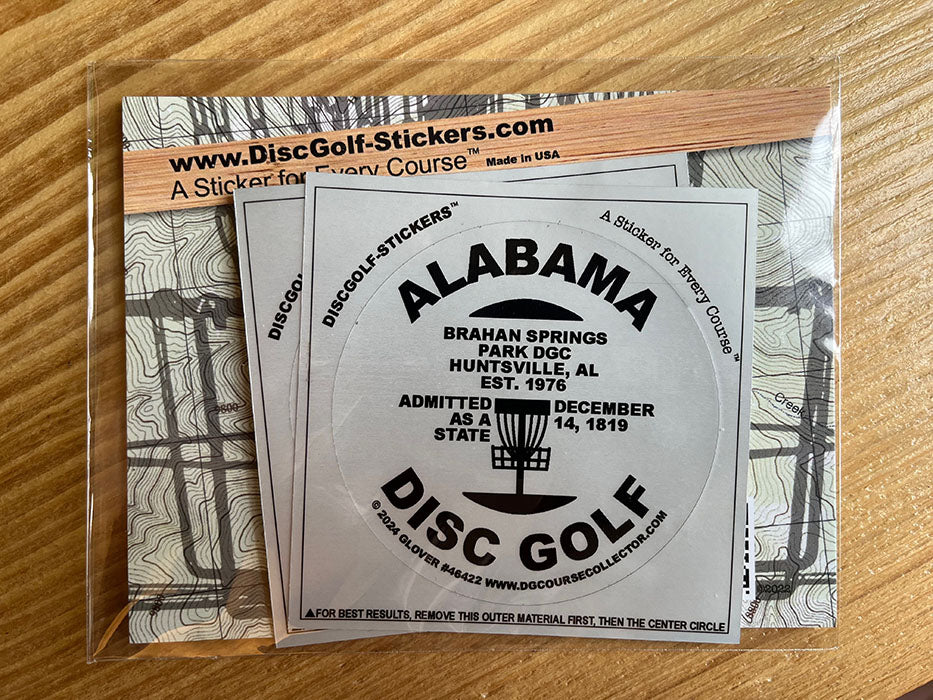 www.DiscGolf-Stickers.com
A Sticker for Every Course™ Made in USA
DISCGOLF-STICKERS™
A Sticker for Every Course™
DISCGO
ALABAMA
BRAHAN SPRINGS
PARK DGC
HUNTSVILLE, AL
EST. 1976
ADMITTED
AS A
STATE
DECEMBER
14, 1819
DISC GOLF
© 2024 GLOVER #46422 WWW.DGCOURSECOLLECTOR.COM
▲FOR BEST RESULTS, REMOVE THIS OUTER MATERIAL FIRST, THEN THE CENTER CIRCLE
Creek
©2022